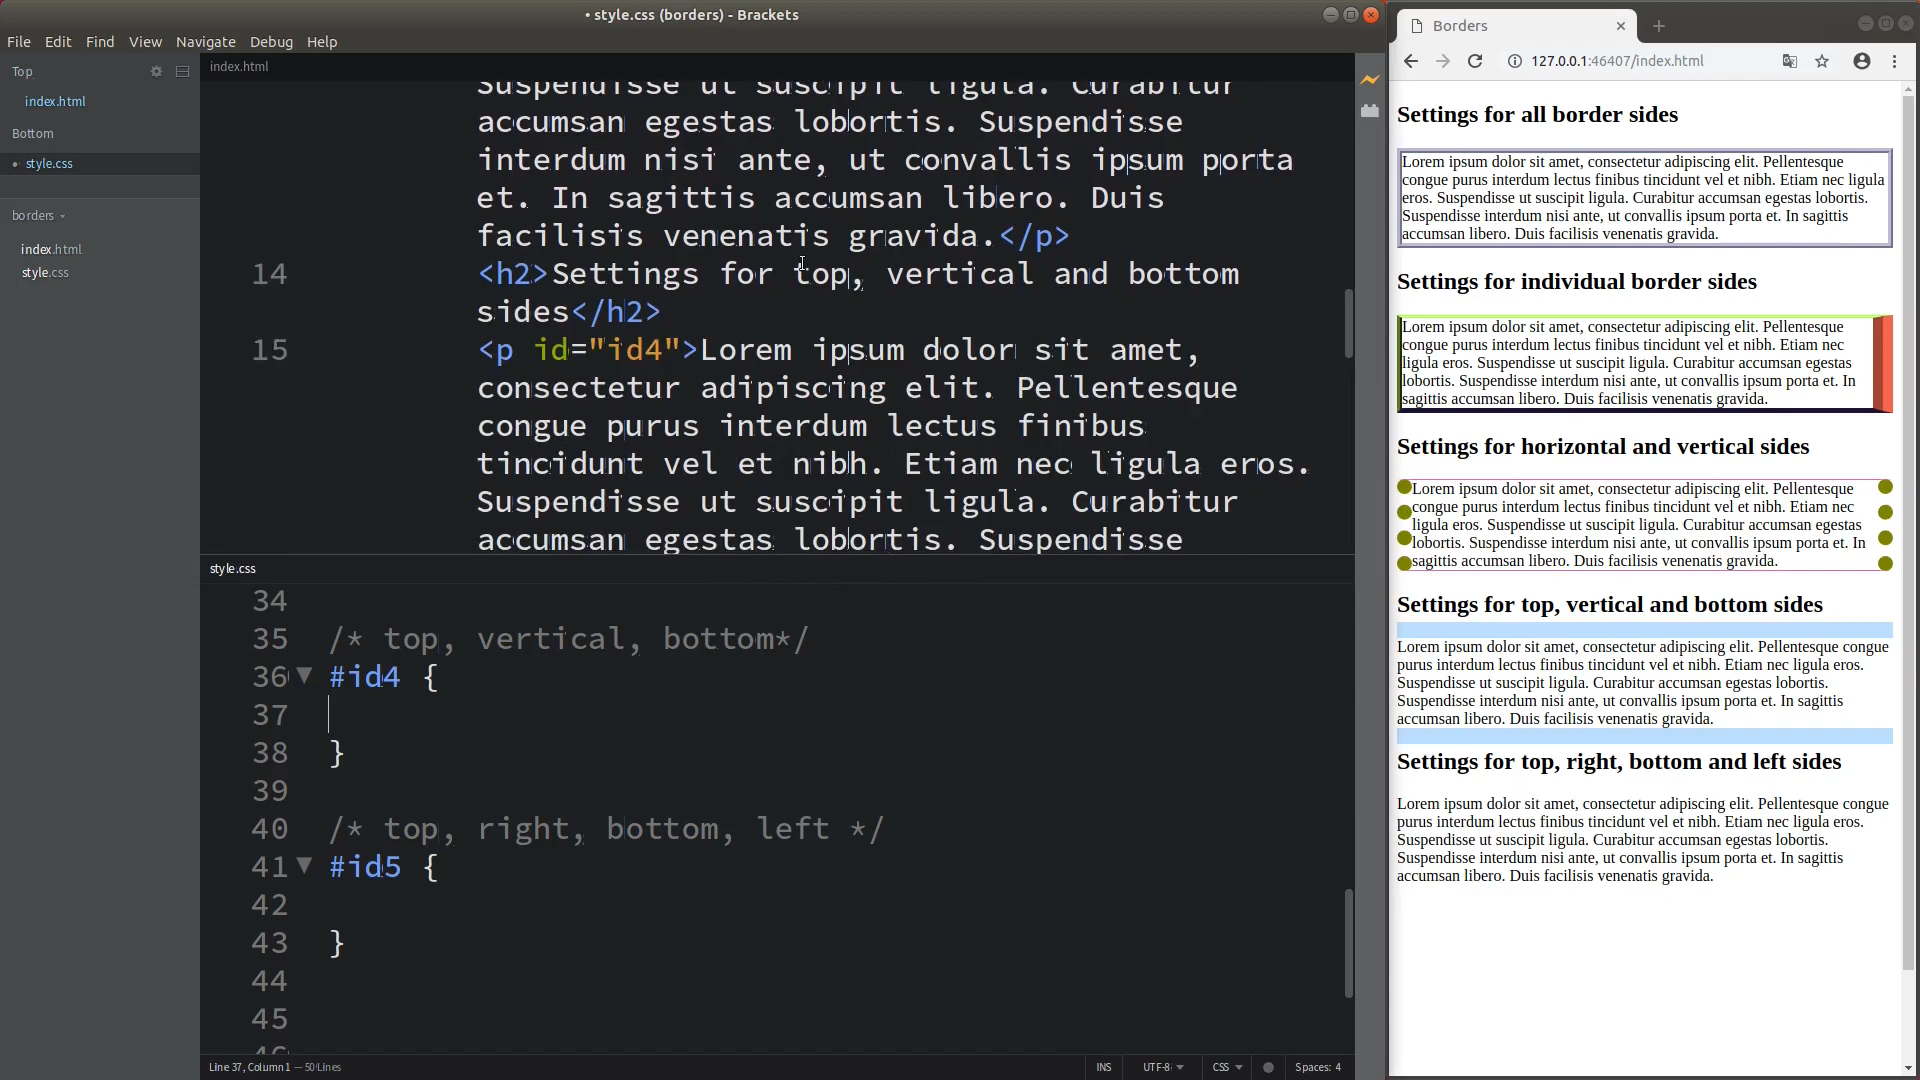 • style.css (borders) - Brackets
File Edit Find View Navigate Debug Help
Top
index.html
Bottom
• style.css
borders
index.html
style.css
index.html
Suspendisse ut suscipit ligula. Curabitur
accumsan egestas lobortis. Suspendisse
interdum nisi ante, ut convallis ipsum porta
et. In sagittis accumsan libero. Duis
facilisis venenatis gravida.</p>
14 <h2>Settings for top, vertical and bottom
sides</h2>
15 <p id="id4">Lorem ipsum dolor sit amet,
consectetur adipiscing elit. Pellentesque
congue purus interdum lectus finibus
tincidunt vel et nibh. Etiam nec ligula eros.
Suspendisse ut suscipit ligula. Curabitur
accumsan egestas lobortis. Suspendisse
style.css
34
35 /* top, vertical, bottom*/
36 #id4 {
37
38 }
39
40 /* top, right, bottom, left */
41 #id5 {
42
43 }
44
45
46
Line 37, Column 1 — 50 Lines
INS UTF-8 CSS Spaces: 4
Borders
127.0.0.1:46407/index.html
Settings for all border sides
Lorem ipsum dolor sit amet, consectetur adipiscing elit. Pellentesque
congue purus interdum lectus finibus tincidunt vel et nibh. Etiam nec ligula
eros. Suspendisse ut suscipit ligula. Curabitur accumsan egestas lobortis.
Suspendisse interdum nisi ante, ut convallis ipsum porta et. In sagittis
accumsan libero. Duis facilisis venenatis gravida.
Settings for individual border sides
Lorem ipsum dolor sit amet, consectetur adipiscing elit. Pellentesque
congue purus interdum lectus finibus tincidunt vel et nibh. Etiam nec
ligula eros. Suspendisse ut suscipit ligula. Curabitur accumsan egestas
lobortis. Suspendisse interdum nisi ante, ut convallis ipsum porta et. In
sagittis accumsan libero. Duis facilisis venenatis gravida.
Settings for horizontal and vertical sides
Lorem ipsum dolor sit amet, consectetur adipiscing elit. Pellentesque
congue purus interdum lectus finibus tincidunt vel et nibh. Etiam nec
ligula eros. Suspendisse ut suscipit ligula. Curabitur accumsan egestas
lobortis. Suspendisse interdum nisi ante, ut convallis ipsum porta et. In
sagittis accumsan libero. Duis facilisis venenatis gravida.
Settings for top, vertical and bottom sides
Lorem ipsum dolor sit amet, consectetur adipiscing elit. Pellentesque congue
purus interdum lectus finibus tincidunt vel et nibh. Etiam nec ligula eros.
Suspendisse ut suscipit ligula. Curabitur accumsan egestas lobortis.
Suspendisse interdum nisi ante, ut convallis ipsum porta et. In sagittis
accumsan libero. Duis facilisis venenatis gravida.
Settings for top, right, bottom and left sides
Lorem ipsum dolor sit amet, consectetur adipiscing elit. Pellentesque congue
purus interdum lectus finibus tincidunt vel et nibh. Etiam nec ligula eros.
Suspendisse ut suscipit ligula. Curabitur accumsan egestas lobortis.
Suspendisse interdum nisi ante, ut convallis ipsum porta et. In sagittis
accumsan libero. Duis facilisis venenatis gravida.